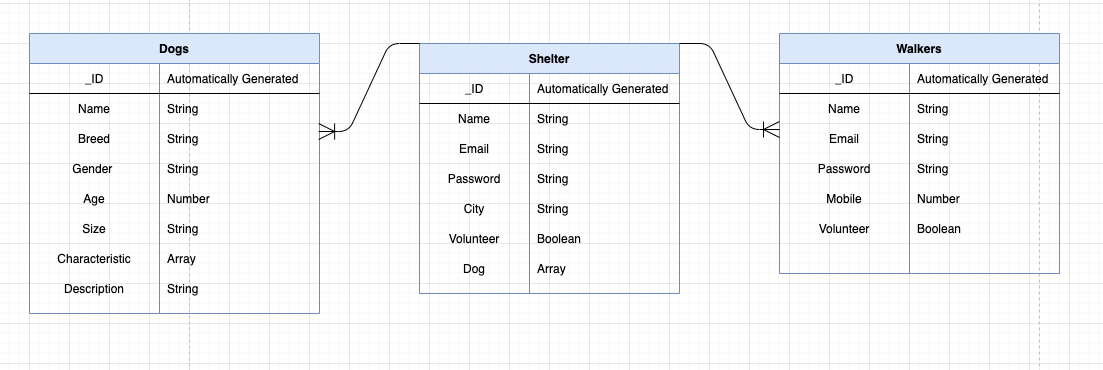 Dogs
_ID Automatically Generated
Name String
Breed String
Gender String
Age Number
Size String
Characteristic Array
Description String
Shelter
_ID Automatically Generated
Name String
Email String
Password String
City String
Volunteer Boolean
Dog Array
Walkers
_ID Automatically Generated
Name String
Email String
Password String
Mobile Number
Volunteer Boolean